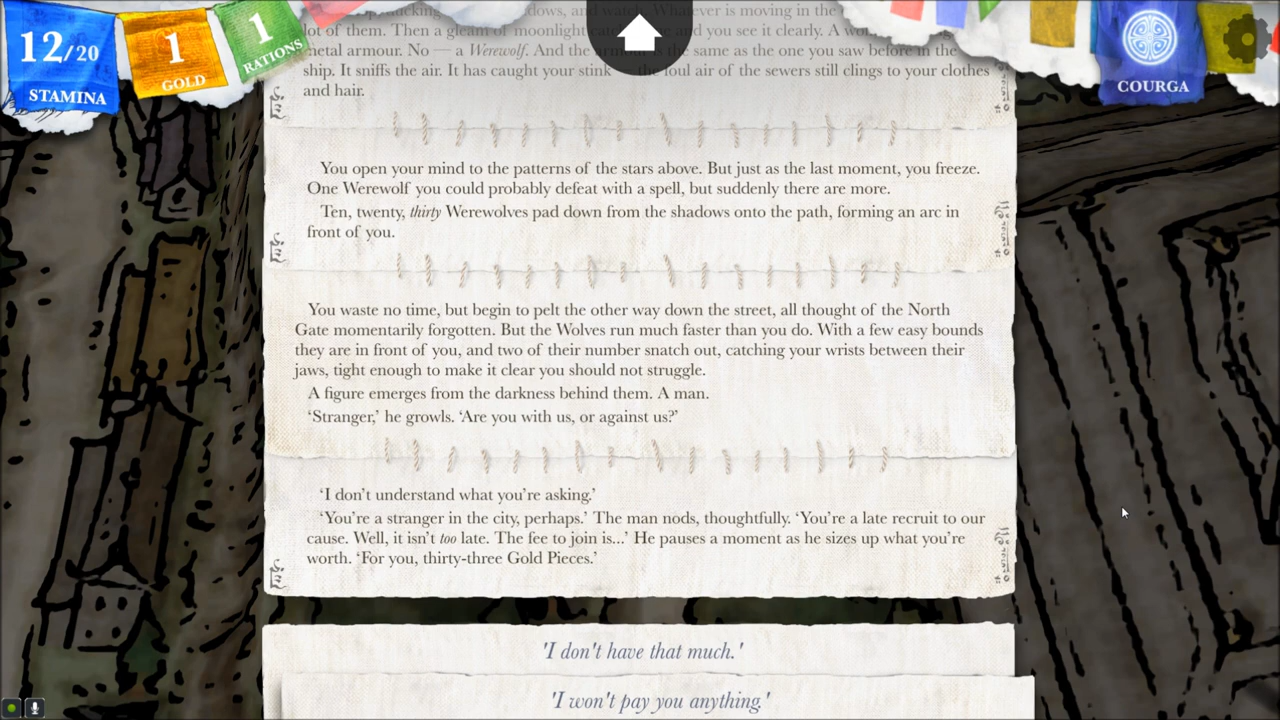 12/20
STAMINA
1
GOLD
1
RATIONS
COURGA
dows, and watch. Whatever is moving in the
lot of them. Then a gleam of moonlight and you see it clearly. A
metal armour. No — a Werewolf. And the armour is the same as the one you saw before in the
ship. It sniffs the air. It has caught your stink the foul air of the sewers still clings to your clothes
and hair.
You open your mind to the patterns of the stars above. But just as the last moment, you freeze.
One Werewolf you could probably defeat with a spell, but suddenly there are more.
Ten, twenty, thirty Werewolves pad down from the shadows onto the path, forming an arc in
front of you.
You waste no time, but begin to pelt the other way down the street, all thought of the North
Gate momentarily forgotten. But the Wolves run much faster than you do. With a few easy bounds
they are in front of you, and two of their number snatch out, catching your wrists between their
jaws, tight enough to make it clear you should not struggle.
A figure emerges from the darkness behind them. A man.
‘Stranger,’ he growls. ‘Are you with us, or against us?’
‘I don’t understand what you’re asking.’
‘You’re a stranger in the city, perhaps.’ The man nods, thoughtfully. ‘You’re a late recruit to our
cause. Well, it isn’t too late. The fee to join is...’ He pauses a moment as he sizes up what you’re
worth. ‘For you, thirty-three Gold Pieces.’
'I don't have that much.'
'I won't pay you anything.'